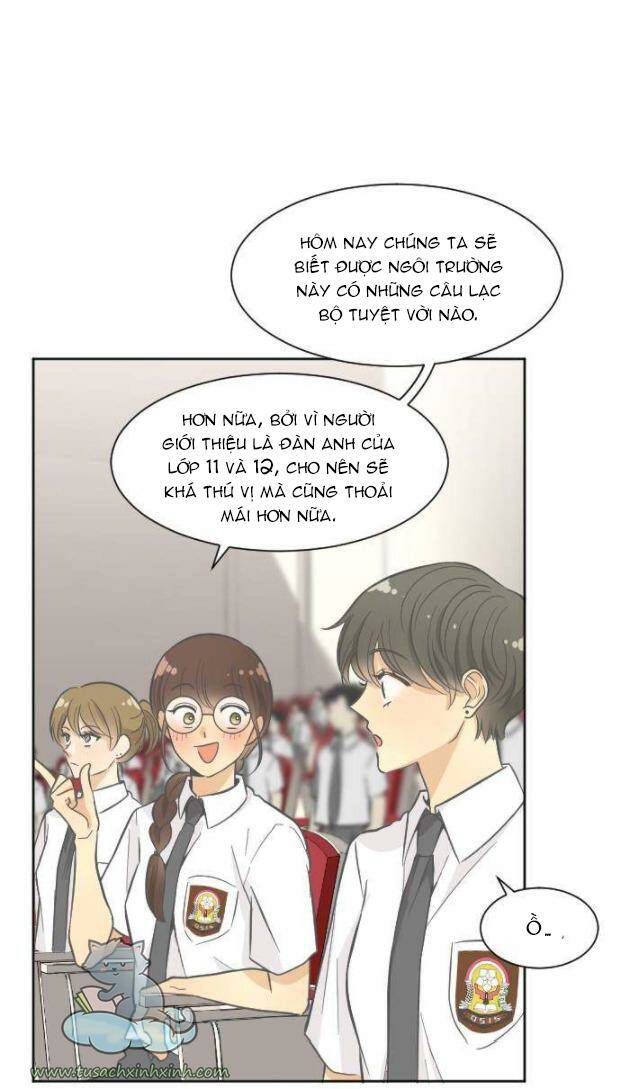 HÔM NAY CHÚNG TA SẼ
BIẾT ĐƯỢC NGÔI TRƯỜNG
NÀY CÓ NHỮNG CÂU LẠC
BỘ TUYỆT VỜI NÀO.
HƠN NỮA, BỞI VÌ NGƯỜI
GIỚI THIỆU LÀ ĐÀN ANH CỦA
LỚP 11 VÀ 12, CHO NÊN SẼ
KHÁ THÚ VỊ MÀ CŨNG THOẢI
MÁI HƠN NỮA.
Ồ...
OSIS
OSIS
www.tusachxinhxinh.com